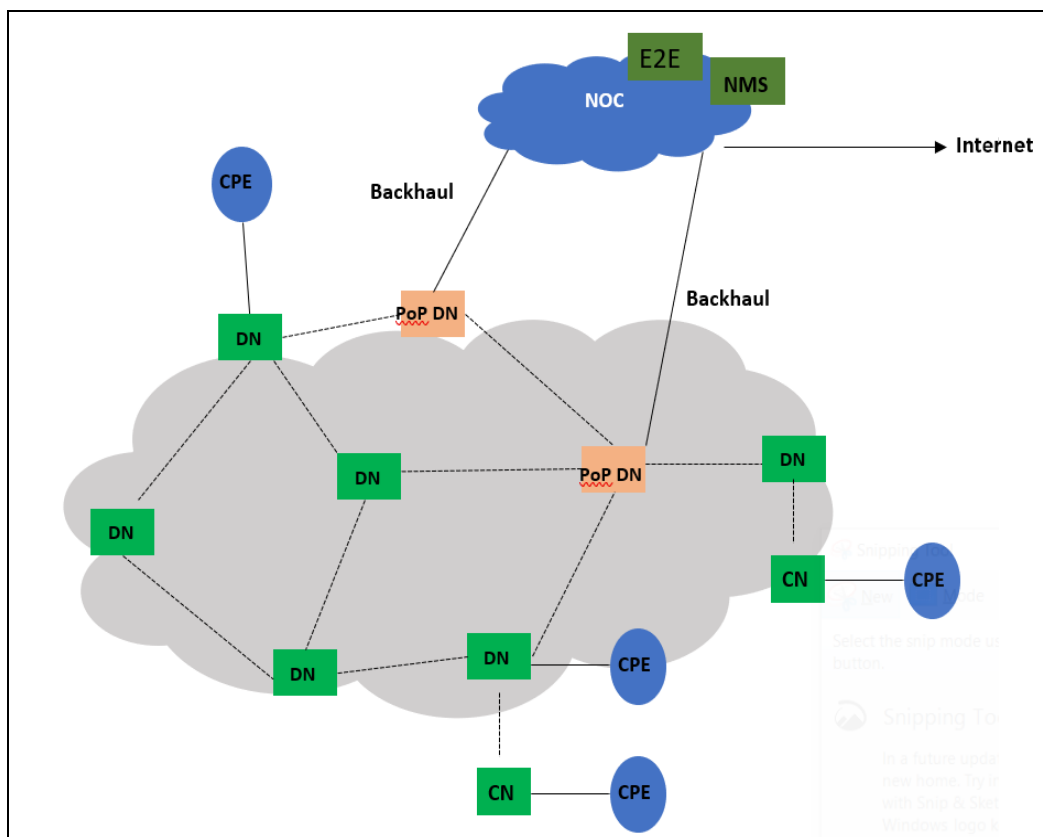 E2E
NMS
NOC
Internet
CPE
Backhaul
Backhaul
PoP DN
DN
DN
PoP DN
DN
DN
Snipping Too
CN
CPE
New
Mode
Select the snip mode us
button.
DN
DN
CPE
Snipping To
In a future upda
new home. Try in
with Snip & Sket
Windows logo k
CN
CPE